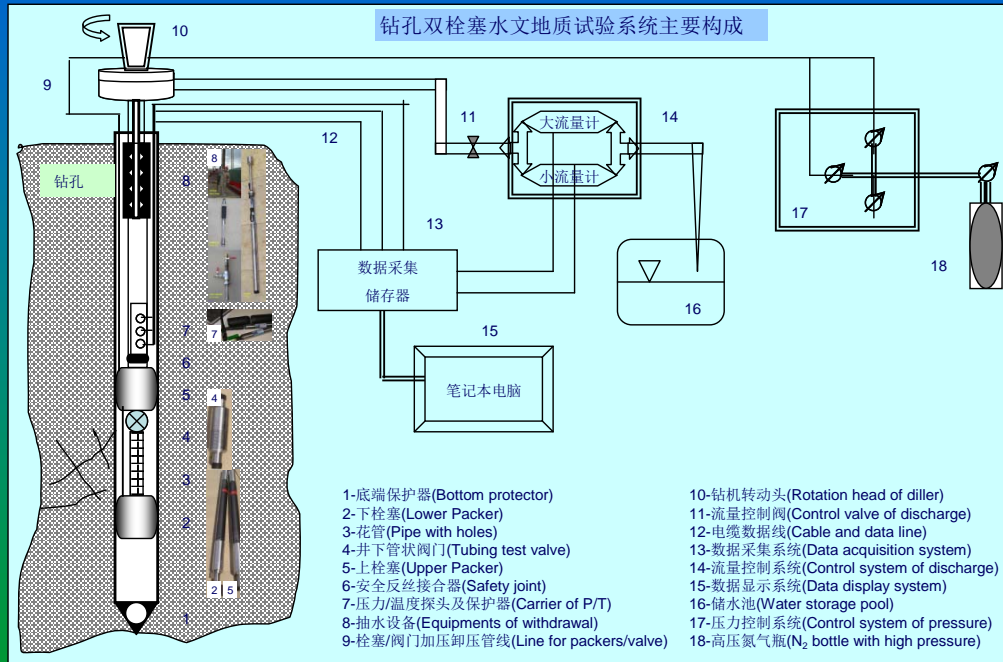 钻孔双栓塞水文地质试验系统主要构成
10
9
12
11
大流量计
小流量计
14
17
18
钻孔
8
8
13
数据采集
储存器
16
7
7
6
15
笔记本电脑
5
4
4
3
2
2 5
1
1-底端保护器(Bottom protector)
2-下栓塞(Lower Packer)
3-花管(Pipe with holes)
4-井下管状阀门(Tubing test valve)
5-上栓塞(Upper Packer)
6-安全反丝接合器(Safety joint)
7-压力/温度探头及保护器(Carrier of P/T)
8-抽水设备(Equipments of withdrawal)
9-栓塞/阀门加压卸压管线(Line for packers/valve)
10-钻机转动头(Rotation head of diller)
11-流量控制阀(Control valve of discharge)
12-电缆数据线(Cable and data line)
13-数据采集系统(Data acquisition system)
14-流量控制系统(Control system of discharge)
15-数据显示系统(Data display system)
16-储水池(Water storage pool)
17-压力控制系统(Control system of pressure)
18-高压氮气瓶(N₂ bottle with high pressure)